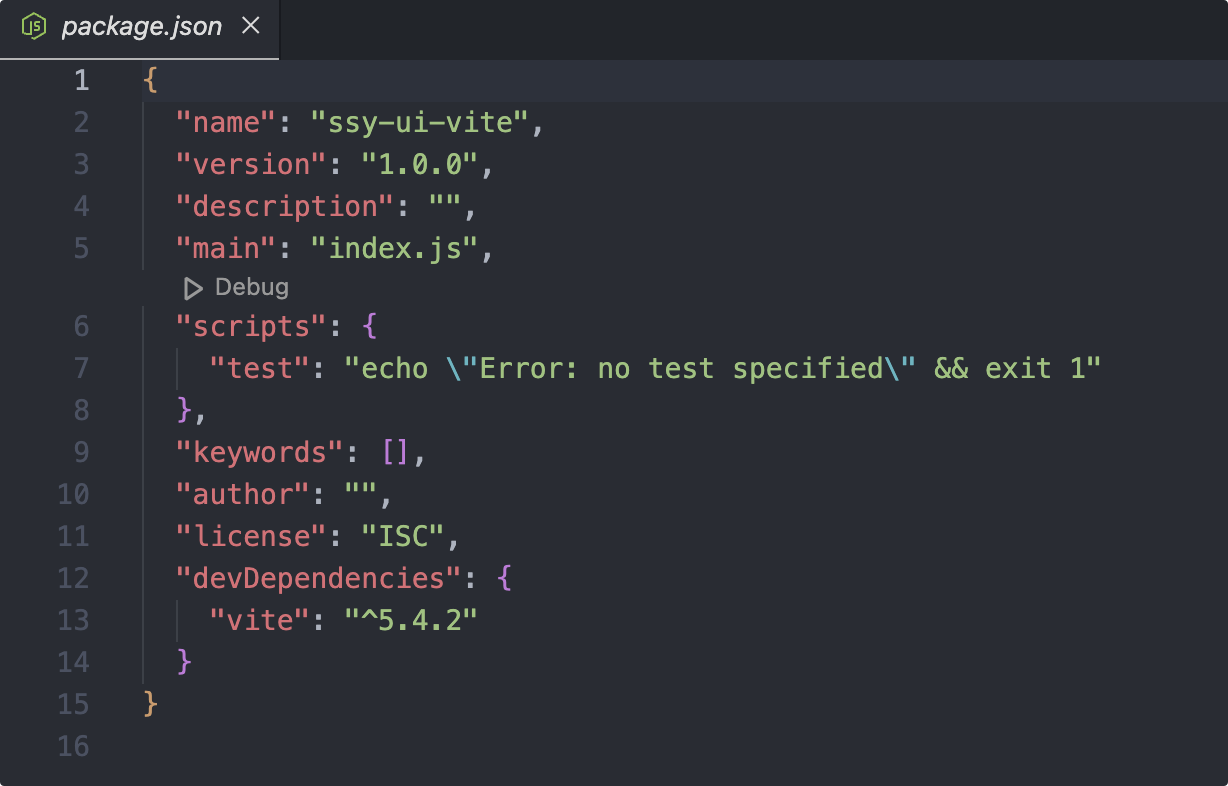 package.json
1 {
2 "name": "ssy-ui-vite",
3 "version": "1.0.0",
4 "description": "",
5 "main": "index.js",
Debug
6 "scripts": {
7 "test": "echo \"Error: no test specified\" && exit 1"
8 },
9 "keywords": [],
10 "author": "",
11 "license": "ISC",
12 "devDependencies": {
13 "vite": "^5.4.2"
14 }
15 }
16